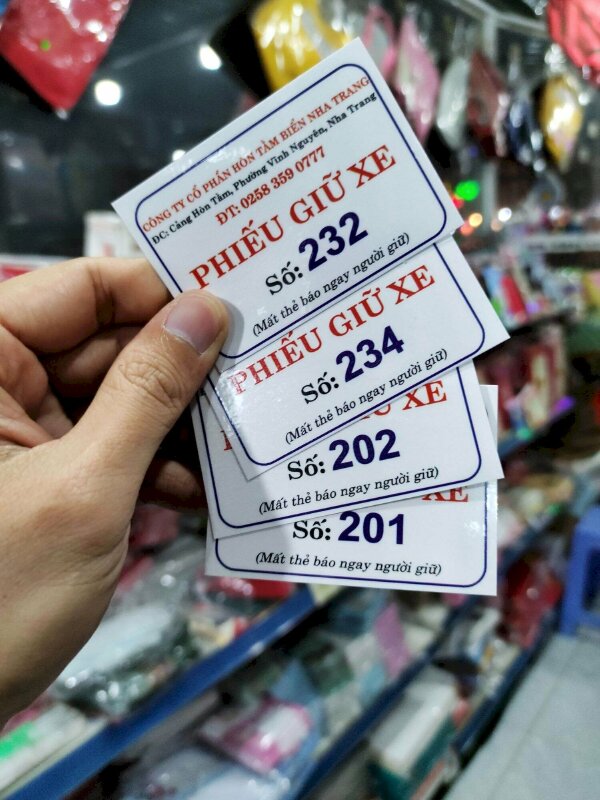 CÔNG TY CỔ PHẦN HÒN TẰM BIỂN NHA TRANG
ĐC: Cảng Hòn Tằm, Phường Vĩnh Nguyên, Nha Trang
ĐT: 0258 359 0777
PHIẾU GIỮ XE
Số: 232
(Mất thẻ báo ngay người giữ)
PHIẾU GIỮ XE
Số: 234
(Mất thẻ báo ngay người giữ)
XE
Số: 202
(Mất thẻ báo ngay người giữ)
XE
Số: 201
(Mất thẻ báo ngay người giữ)